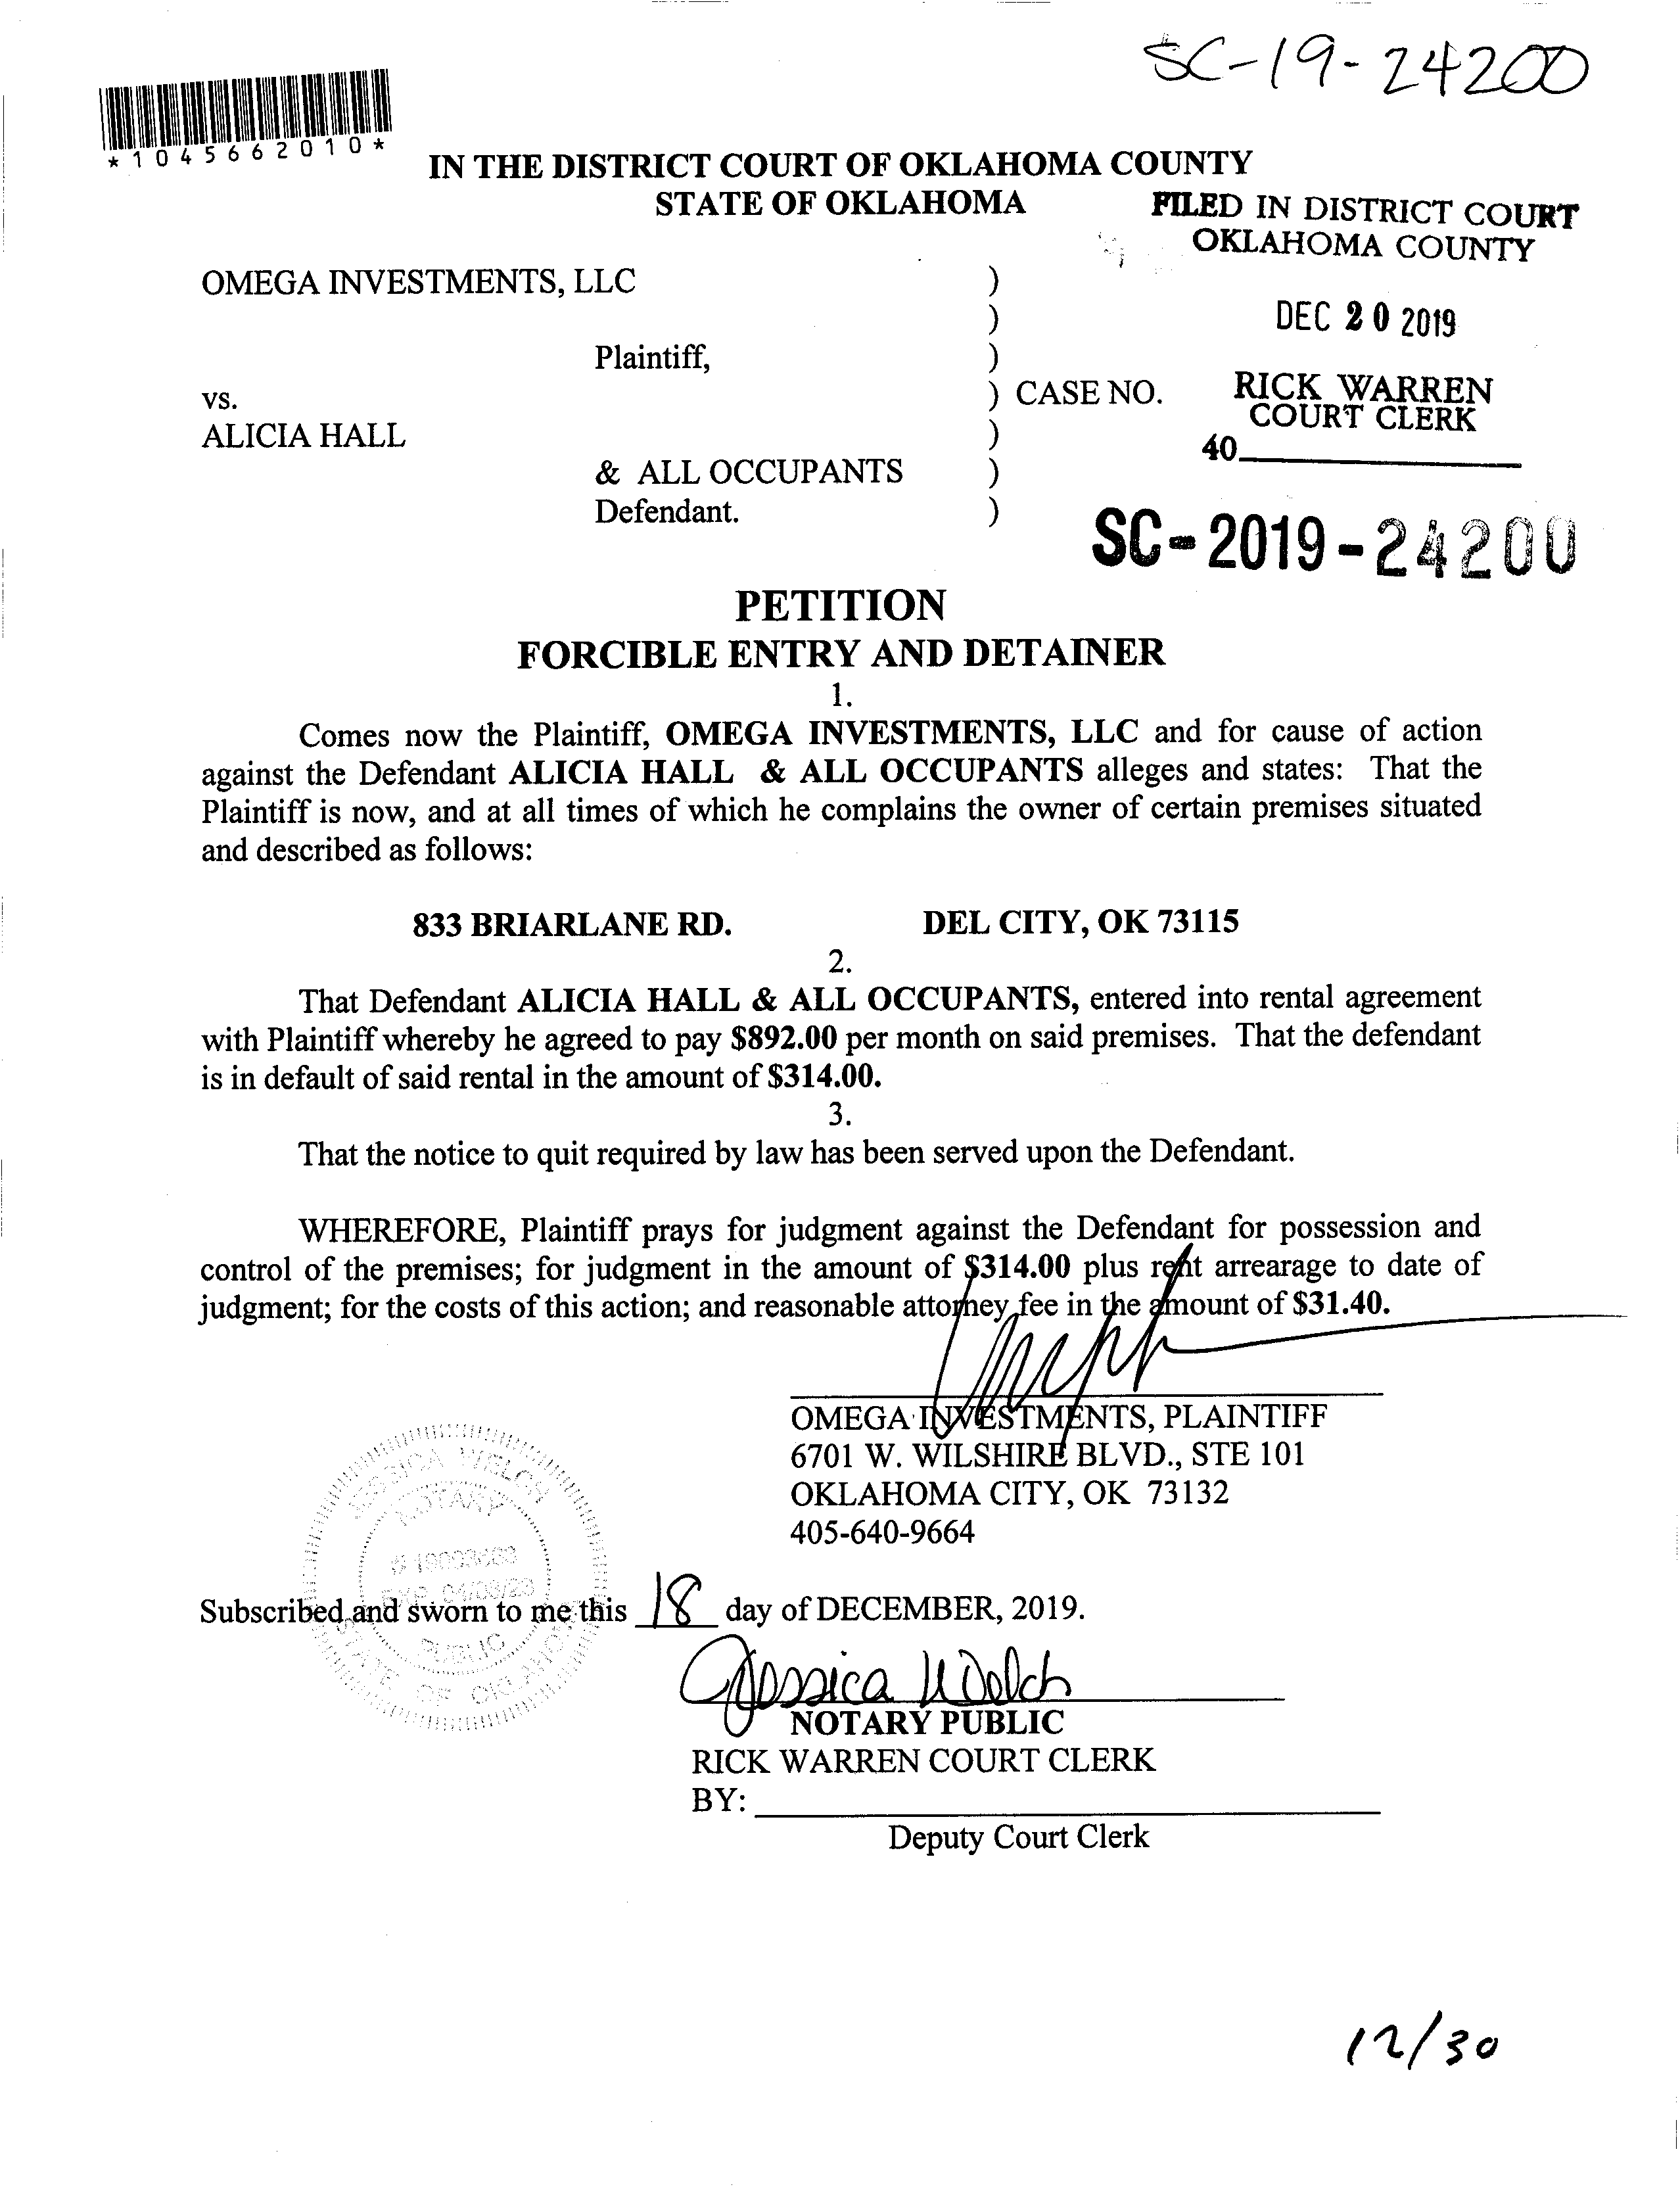 SC-19-24200
*1045662010*
IN THE DISTRICT COURT OF OKLAHOMA COUNTY
STATE OF OKLAHOMA
FILED IN DISTRICT COURT
OKLAHOMA COUNTY
OMEGA INVESTMENTS, LLC )
)
DEC 20 2019
Plaintiff, )
vs. ) CASE NO.
RICK WARREN
COURT CLERK
ALICIA HALL )
40
& ALL OCCUPANTS )
Defendant. )
SC-2019-24200
PETITION
FORCIBLE ENTRY AND DETAINER
1.
Comes now the Plaintiff, OMEGA INVESTMENTS, LLC and for cause of action
against the Defendant ALICIA HALL & ALL OCCUPANTS alleges and states: That the
Plaintiff is now, and at all times of which he complains the owner of certain premises situated
and described as follows:
833 BRIARLANE RD. DEL CITY, OK 73115
2.
That Defendant ALICIA HALL & ALL OCCUPANTS, entered into rental agreement
with Plaintiff whereby he agreed to pay $892.00 per month on said premises. That the defendant
is in default of said rental in the amount of $314.00.
3.
That the notice to quit required by law has been served upon the Defendant.
WHEREFORE, Plaintiff prays for judgment against the Defendant for possession and
control of the premises; for judgment in the amount of $314.00 plus rent arrearage to date of
judgment; for the costs of this action; and reasonable attorney fee in the amount of $31.40.
OMEGA INVESTMENTS, PLAINTIFF
6701 W. WILSHIRE BLVD., STE 101
OKLAHOMA CITY, OK 73132
405-640-9664
JESSICA WELCH
NOTARY
EXP. 04/08/23
PUBLIC
STATE OF OKLAHOMA
Subscribed and sworn to me this 18 day of DECEMBER, 2019.
Jessica Welch
NOTARY PUBLIC
RICK WARREN COURT CLERK
BY:
Deputy Court Clerk
12/30